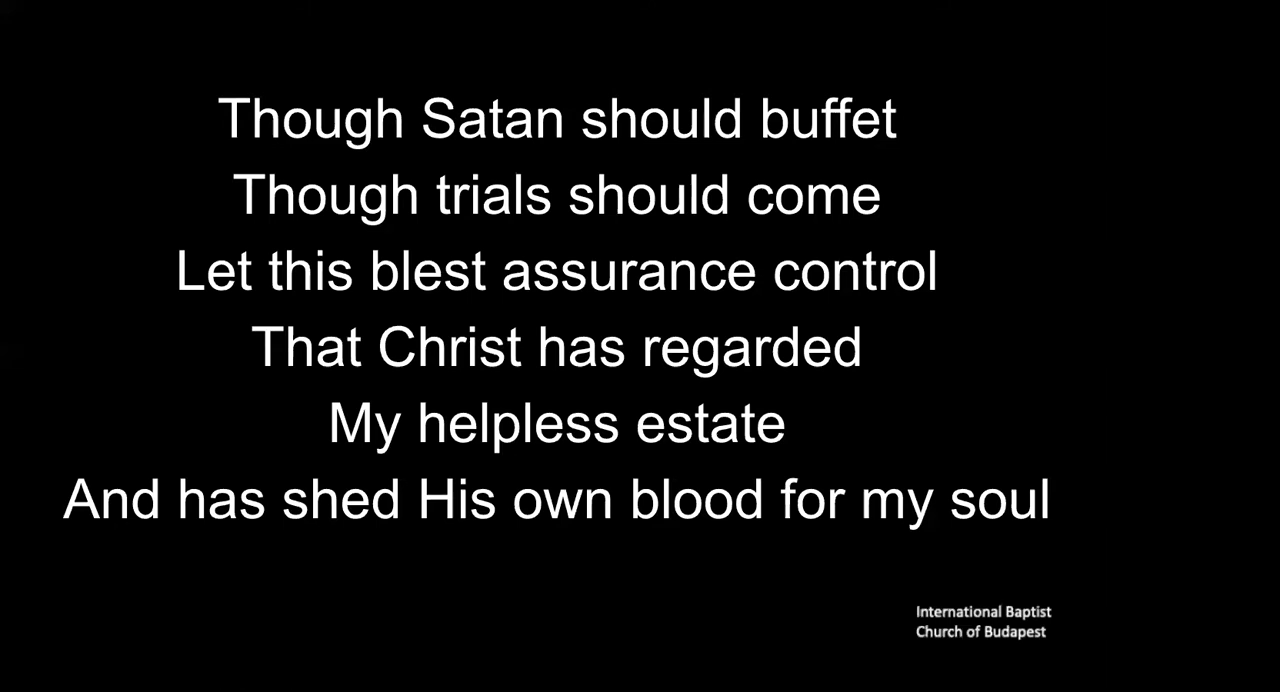 Though Satan should buffet
Though trials should come
Let this blest assurance control
That Christ has regarded
My helpless estate
And has shed His own blood for my soul
International Baptist
Church of Budapest